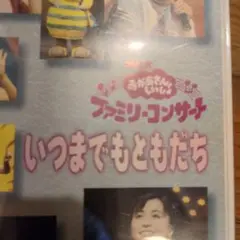 おかあさんと
いっしょ
ファミリーコンサート
いつまでもともだち